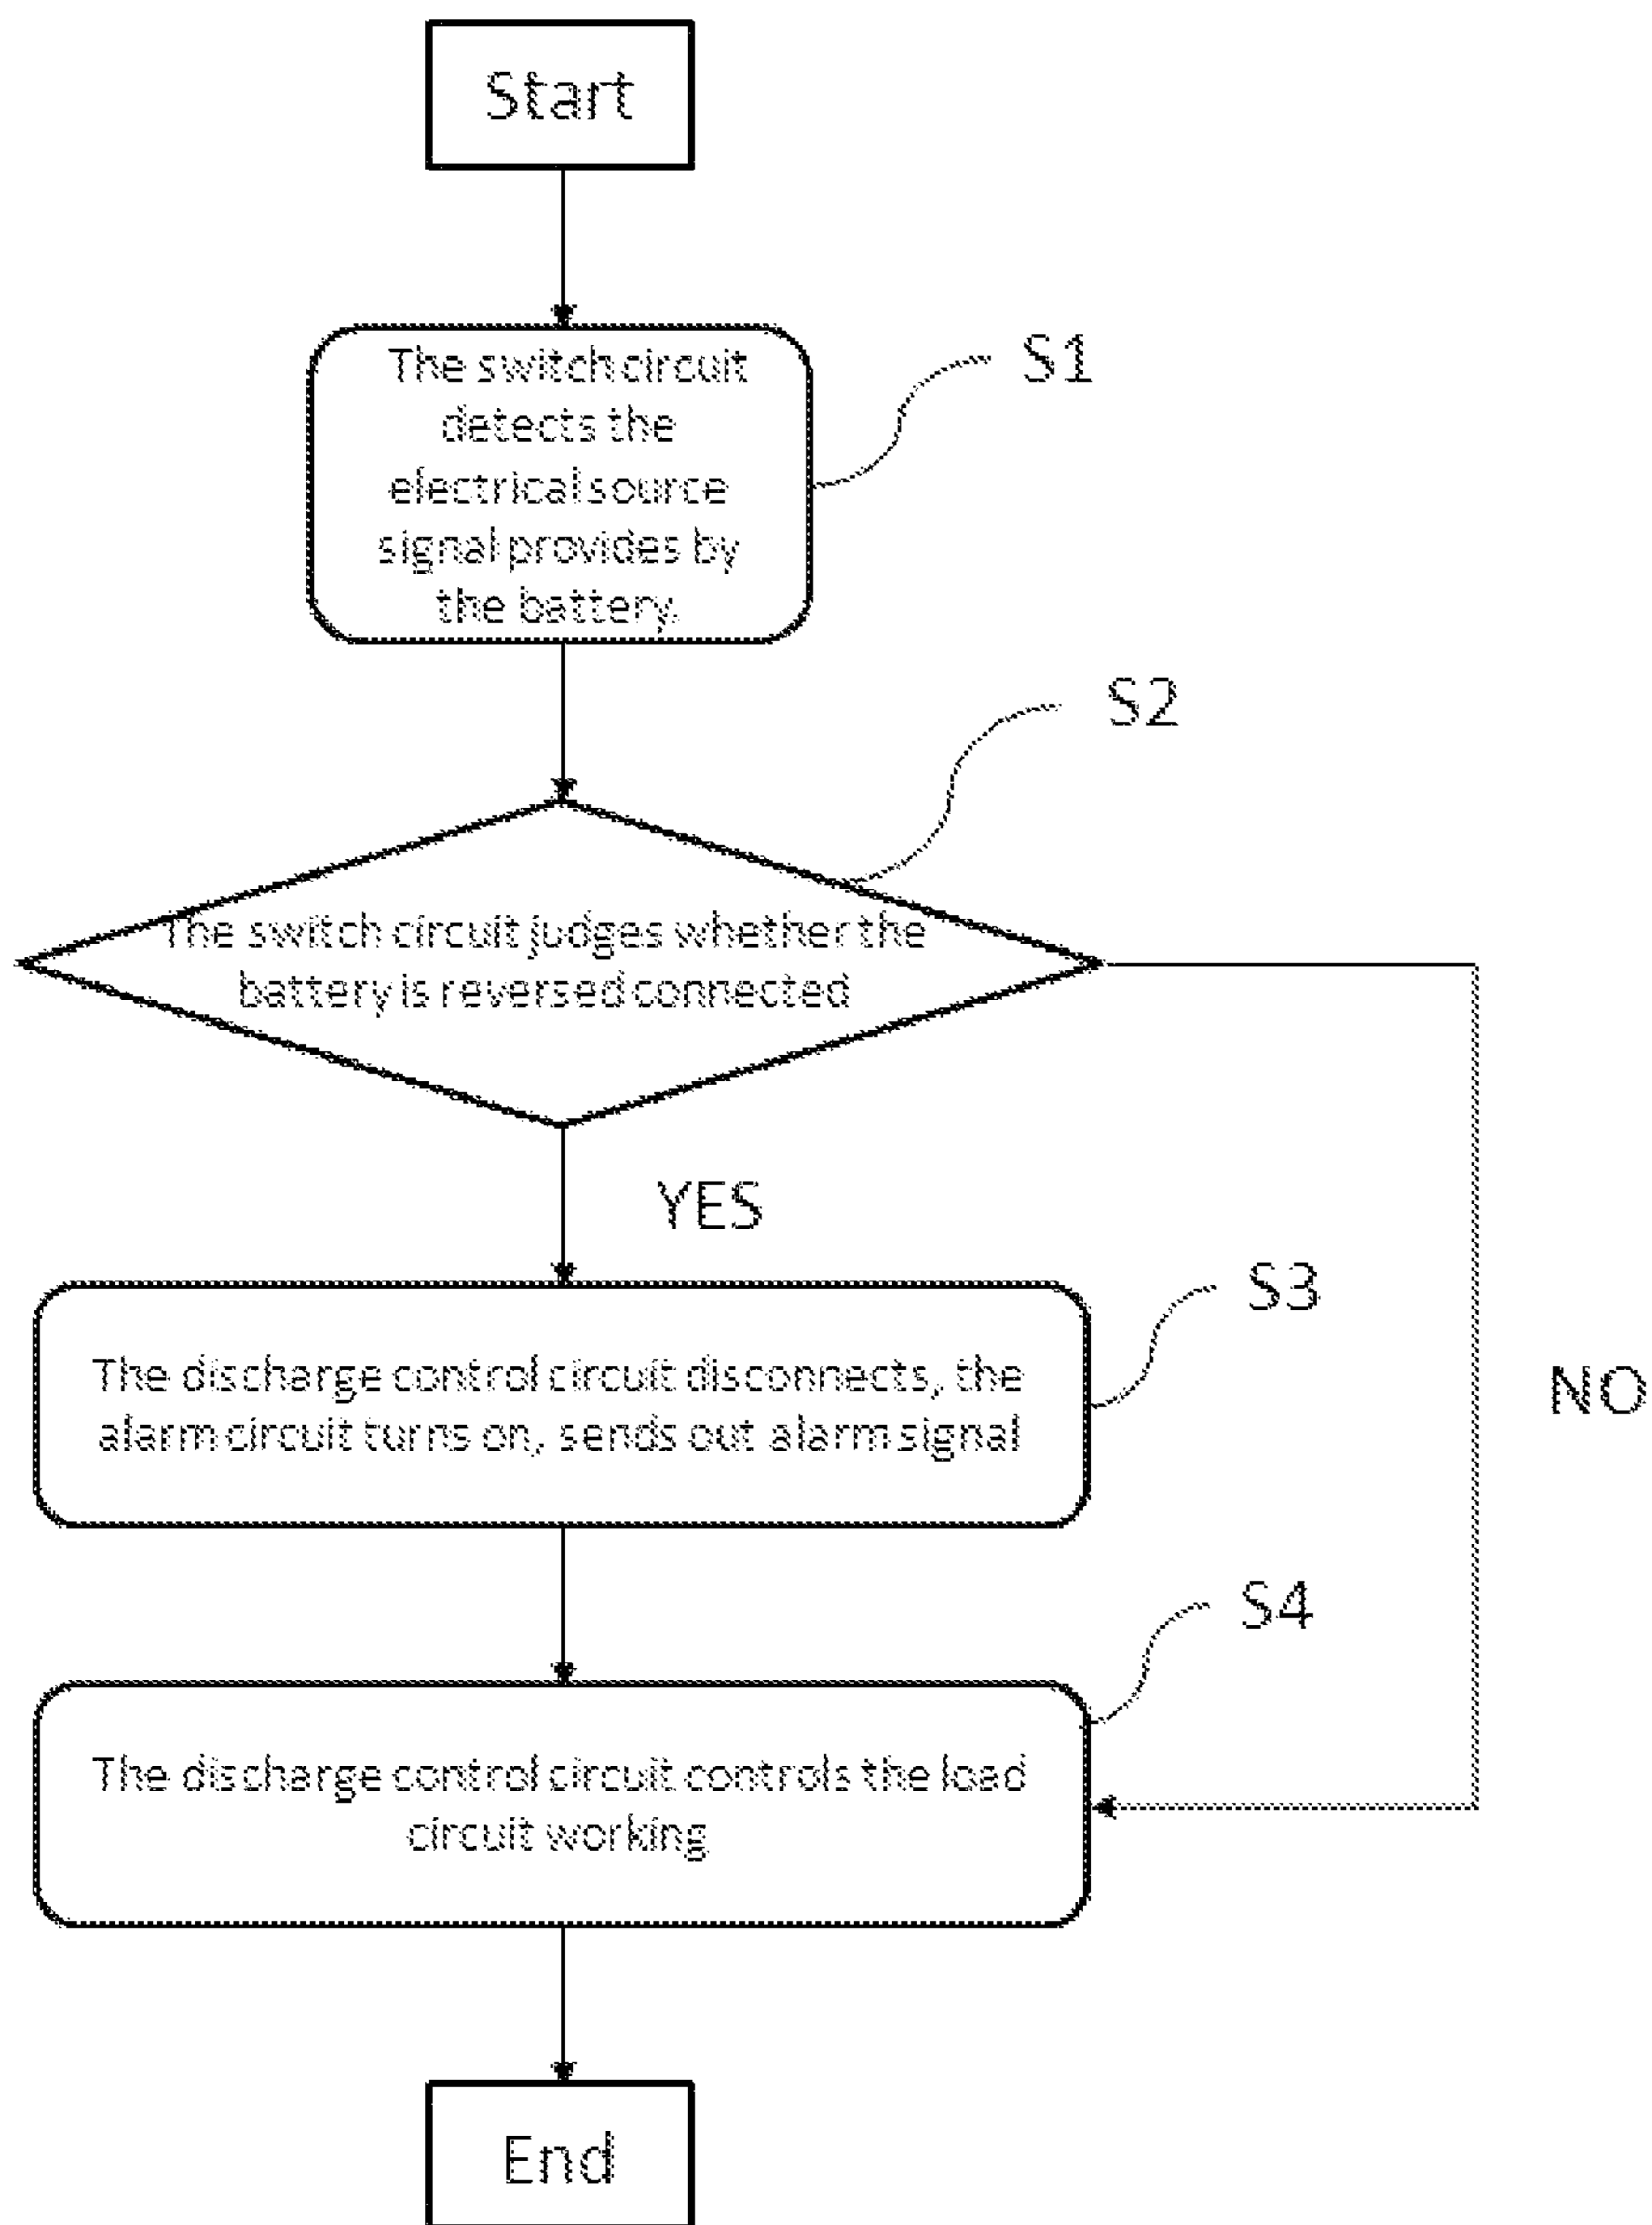 Start
The switch circuit
detects the
electrical source
signal provides by
the battery.
S1
S2
The switch circuit judges whether the
battery is reversed connected
YES
S3
The discharge control circuit disconnects, the
alarm circuit turns on, sends out alarm signal
NO
S4
The discharge control circuit controls the load
circuit working
End